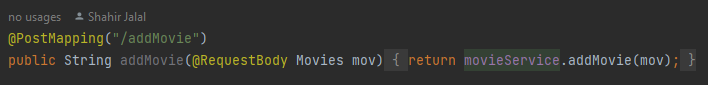 no usages Shahir Jalal
@PostMapping("/addMovie")
public String addMovie(@RequestBody Movies mov) { return movieService.addMovie(mov); }